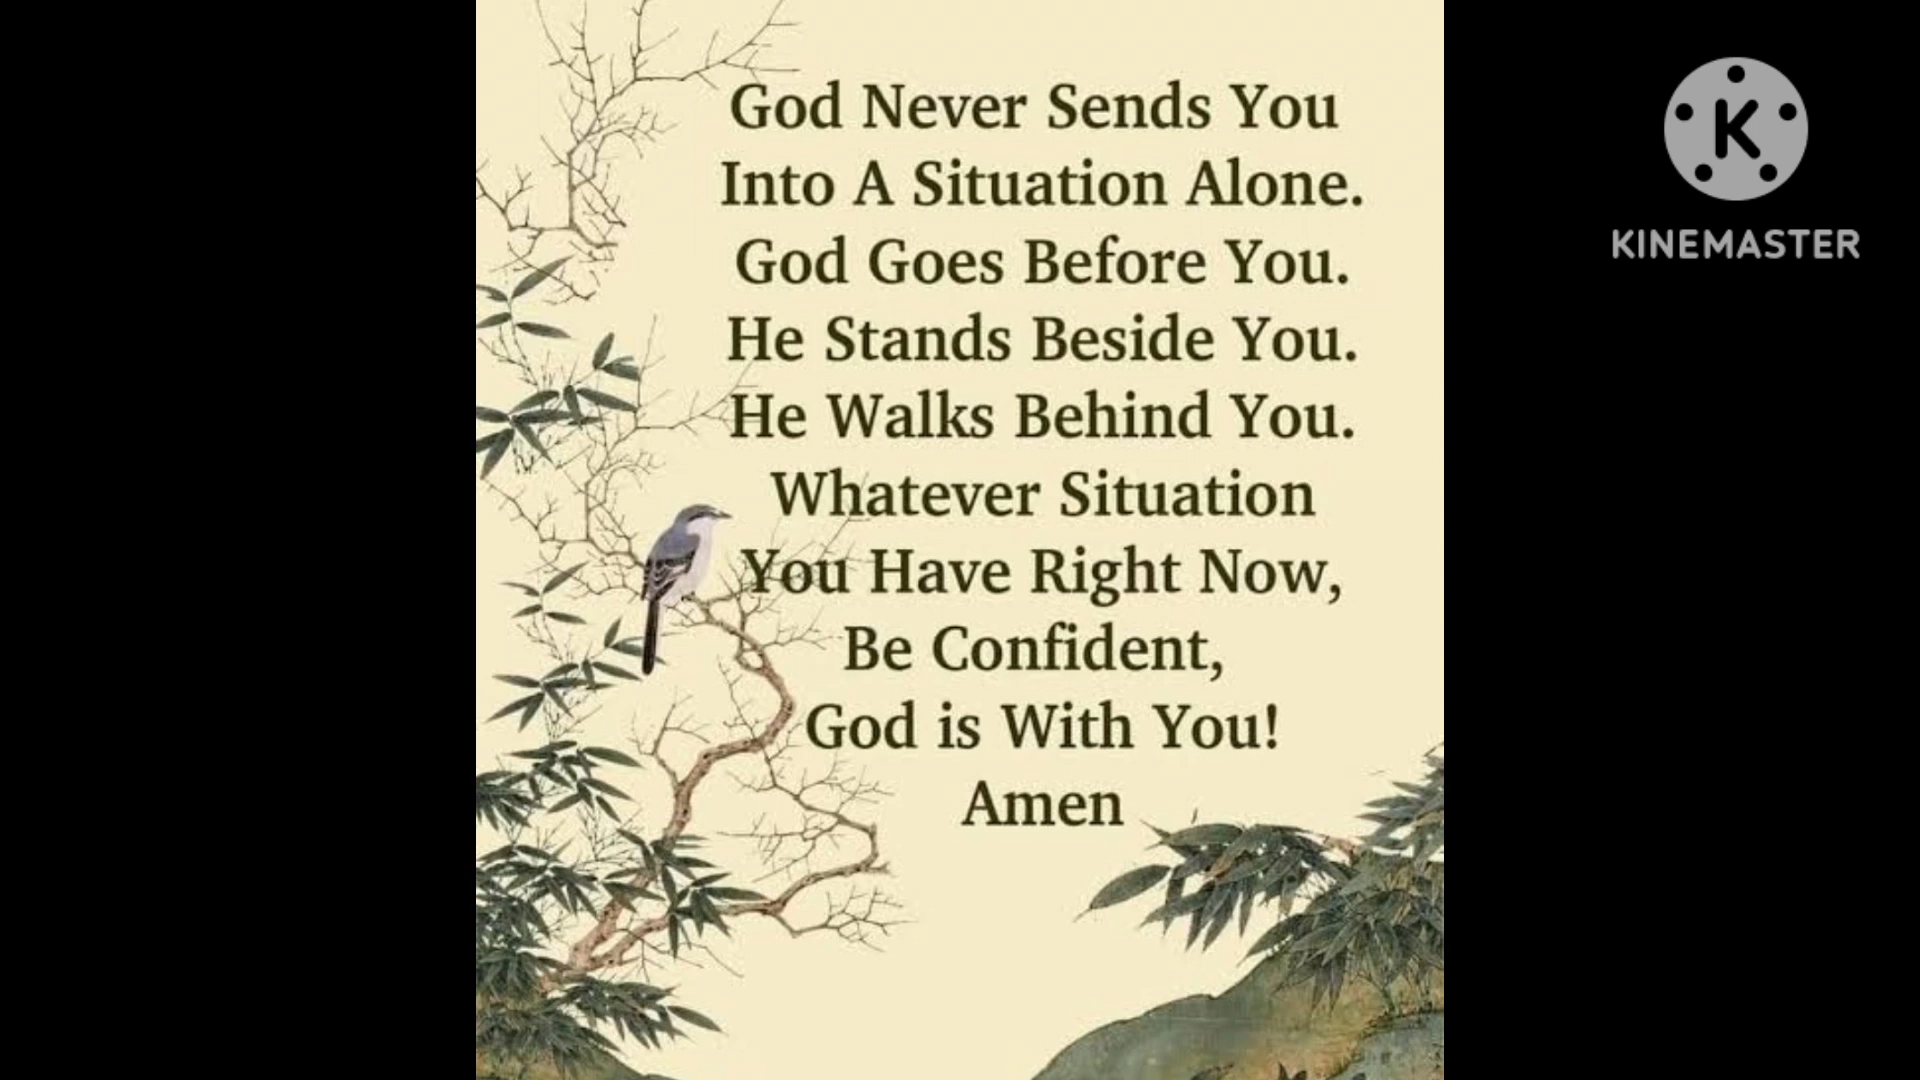 God Never Sends You
Into A Situation Alone.
God Goes Before You.
He Stands Beside You.
He Walks Behind You.
Whatever Situation
You Have Right Now,
Be Confident,
God is With You!
Amen
K
KINEMASTER